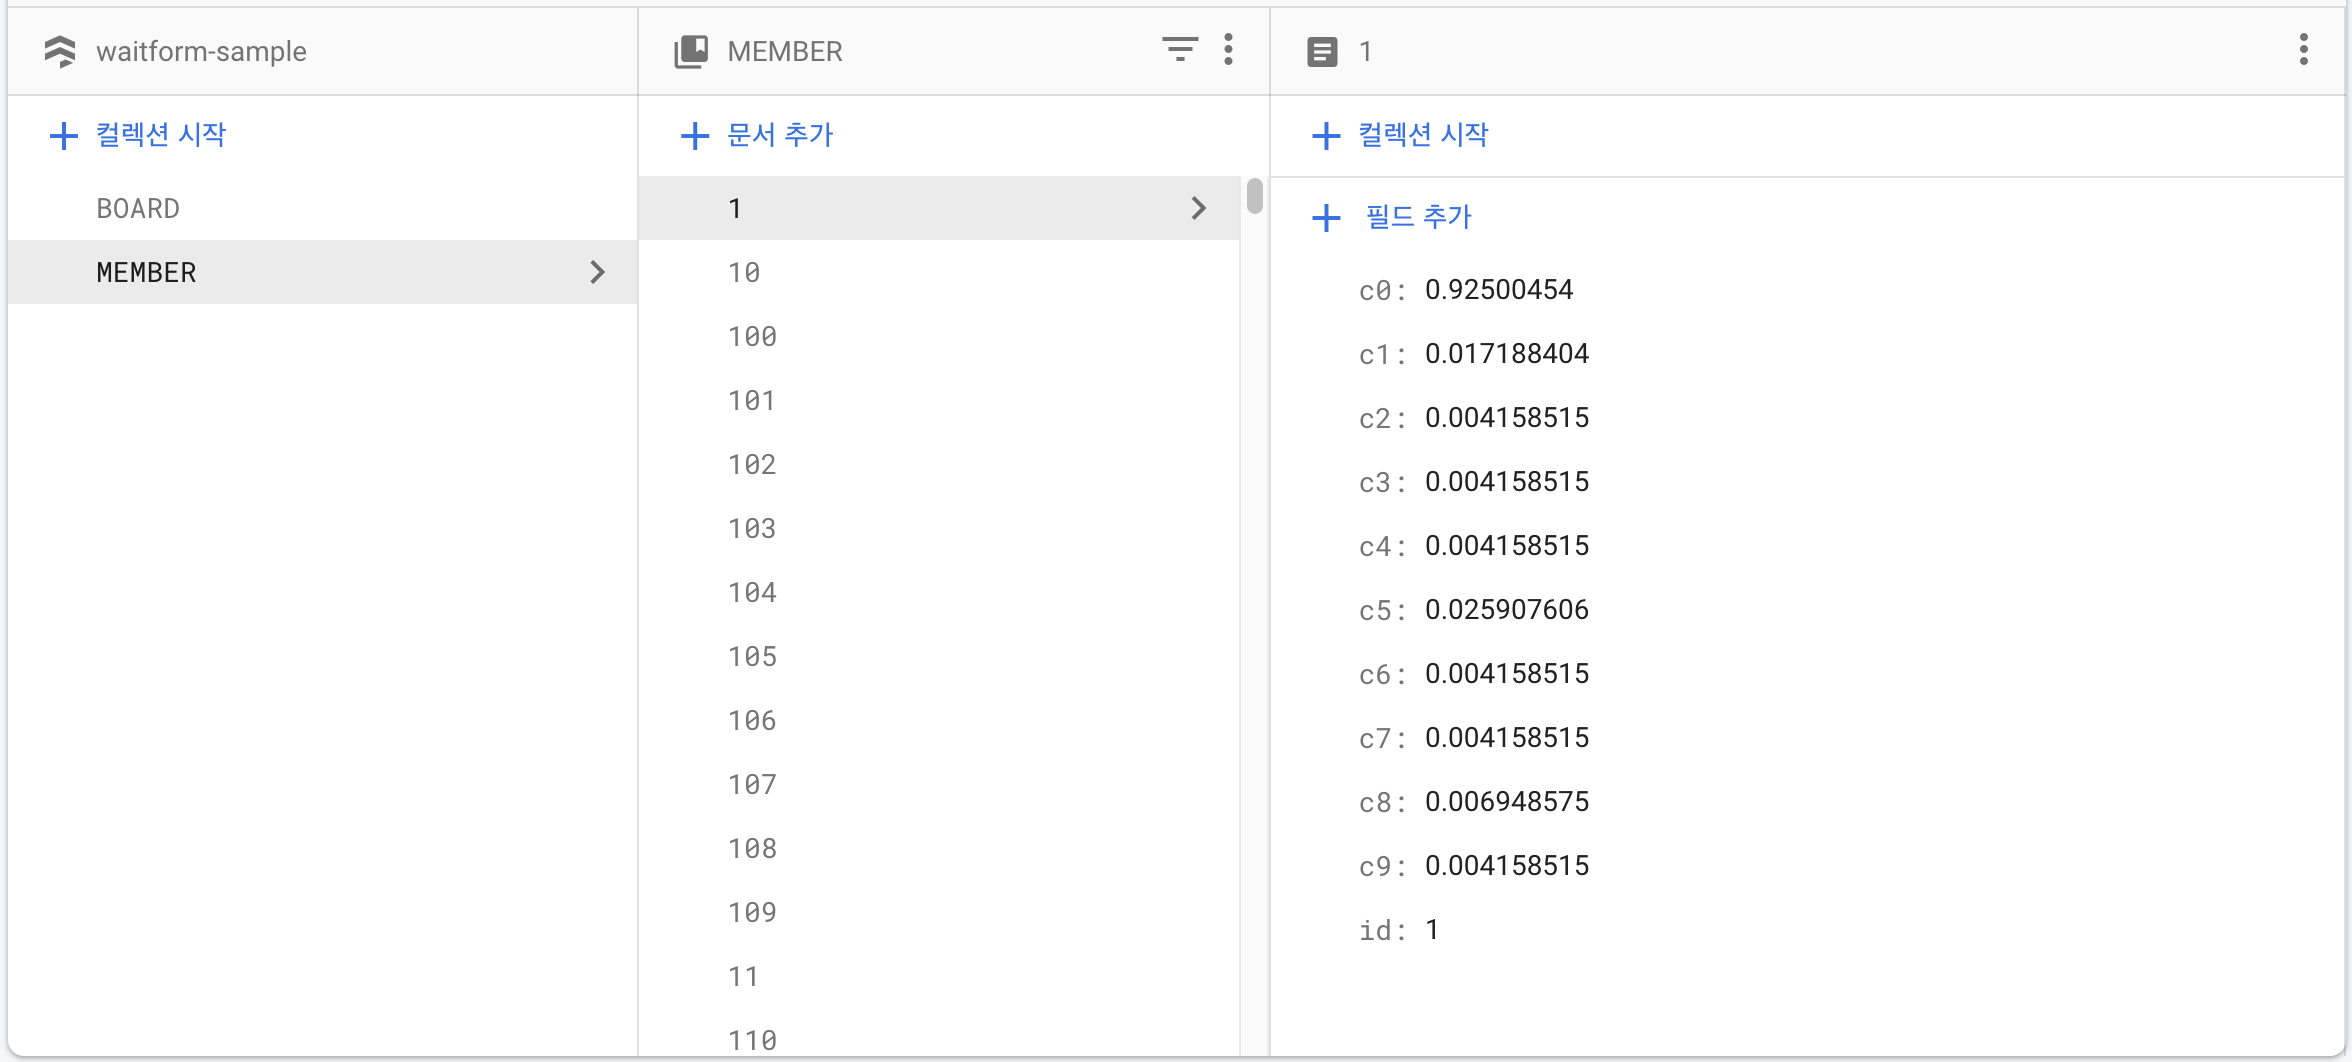 waitform-sample
컬렉션 시작
BOARD
MEMBER
MEMBER
문서 추가
1
10
100
101
102
103
104
105
106
107
108
109
11
110
1
컬렉션 시작
필드 추가
c0: 0.92500454
c1: 0.017188404
c2: 0.004158515
c3: 0.004158515
c4: 0.004158515
c5: 0.025907606
c6: 0.004158515
c7: 0.004158515
c8: 0.006948575
c9: 0.004158515
id: 1